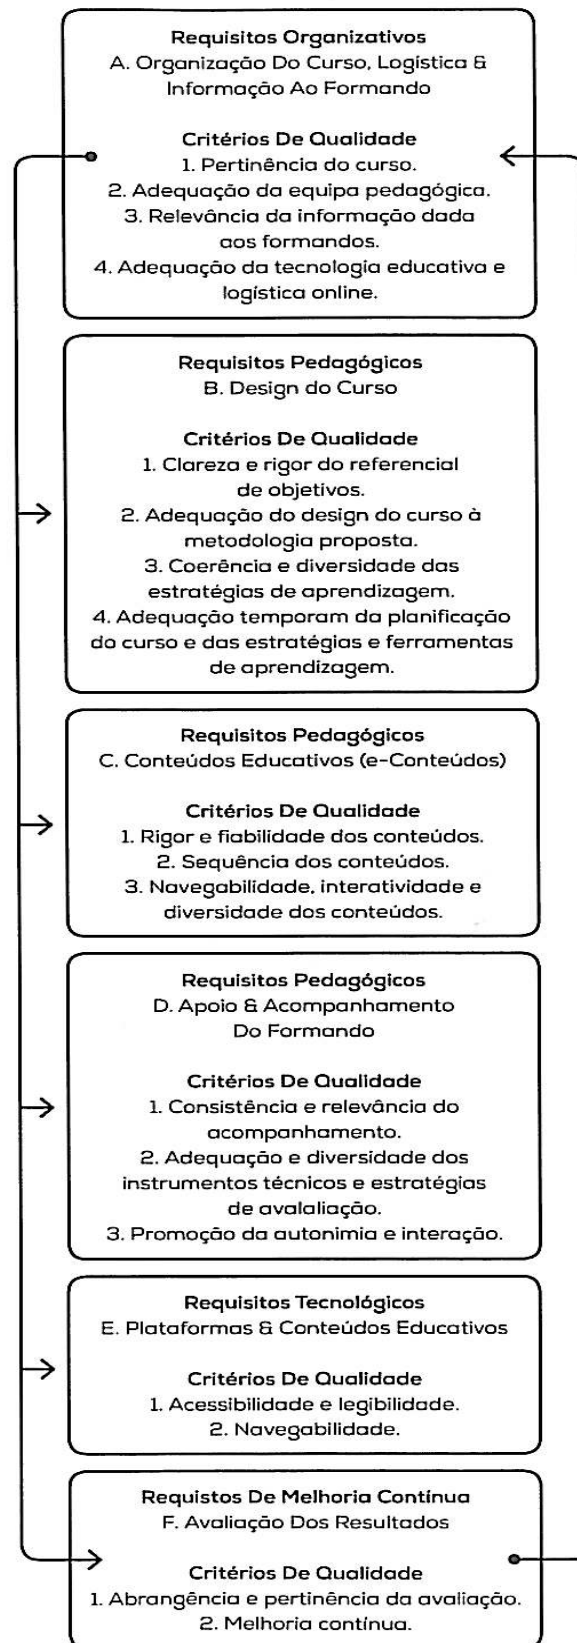 Requisitos Organizativos
A. Organização Do Curso, Logística &
Informação Ao Formando
Critérios De Qualidade
1. Pertinência do curso.
2. Adequação da equipa pedagógica.
3. Relevância da informação dada
aos formandos.
4. Adequação da tecnologia educativa e
logística online.
Requisitos Pedagógicos
B. Design do Curso
Critérios De Qualidade
1. Clareza e rigor do referencial
de objetivos.
2. Adequação do design do curso à
metodologia proposta.
3. Coerência e diversidade das
estratégias de aprendizagem.
4. Adequação temporam da planificação
do curso e das estratégias e ferramentas
de aprendizagem.
Requisitos Pedagógicos
C. Conteúdos Educativos (e-Conteúdos)
Critérios De Qualidade
1. Rigor e fiabilidade dos conteúdos.
2. Sequência dos conteúdos.
3. Navegabilidade, interatividade e
diversidade dos conteúdos.
Requisitos Pedagógicos
D. Apoio & Acompanhamento
Do Formando
Critérios De Qualidade
1. Consistência e relevância do
acompanhamento.
2. Adequação e diversidade dos
instrumentos técnicos e estratégias
de avalaliação.
3. Promoção da autonimia e interação.
Requisitos Tecnológicos
E. Plataformas & Conteúdos Educativos
Critérios De Qualidade
1. Acessibilidade e legibilidade.
2. Navegabilidade.
Requistos De Melhoria Contínua
F. Avaliação Dos Resultados
Critérios De Qualidade
1. Abrangência e pertinência da avaliação.
2. Melhoria contínua.